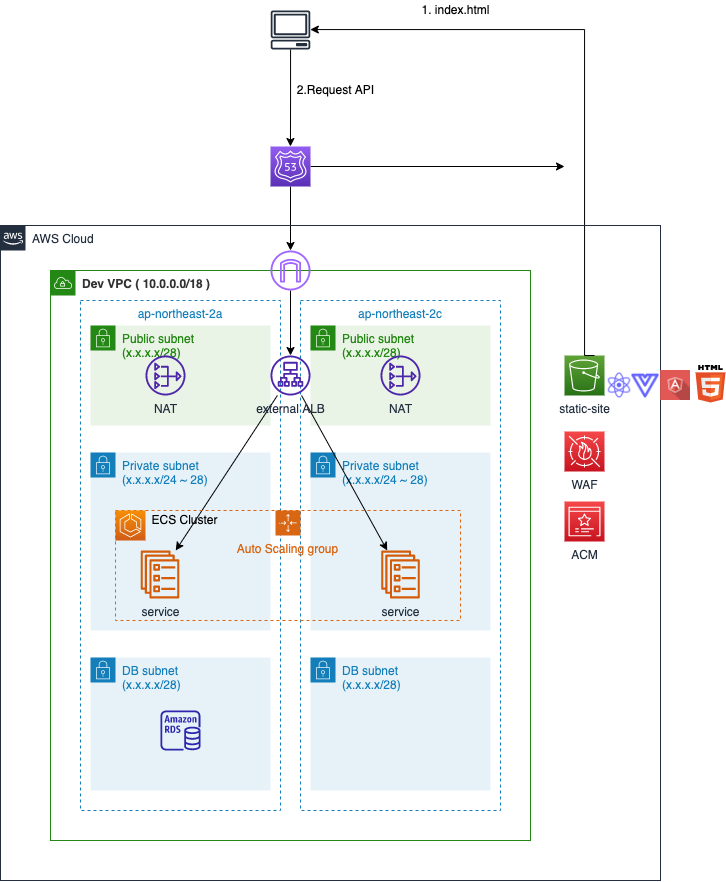 1. index.html
2.Request API
53
aws
AWS Cloud
Dev VPC ( 10.0.0.0/18 )
ap-northeast-2a
ap-northeast-2c
Public subnet
(x.x.x.x/28)
NAT
Public subnet
(x.x.x.x/28)
NAT
external ALB
Private subnet
(x.x.x.x/24 ~ 28)
Private subnet
(x.x.x.x/24 ~ 28)
ECS Cluster
Auto Scaling group
service
service
DB subnet
(x.x.x.x/28)
Amazon
RDS
DB subnet
(x.x.x.x/28)
static-site
A
HTML
5
WAF
ACM